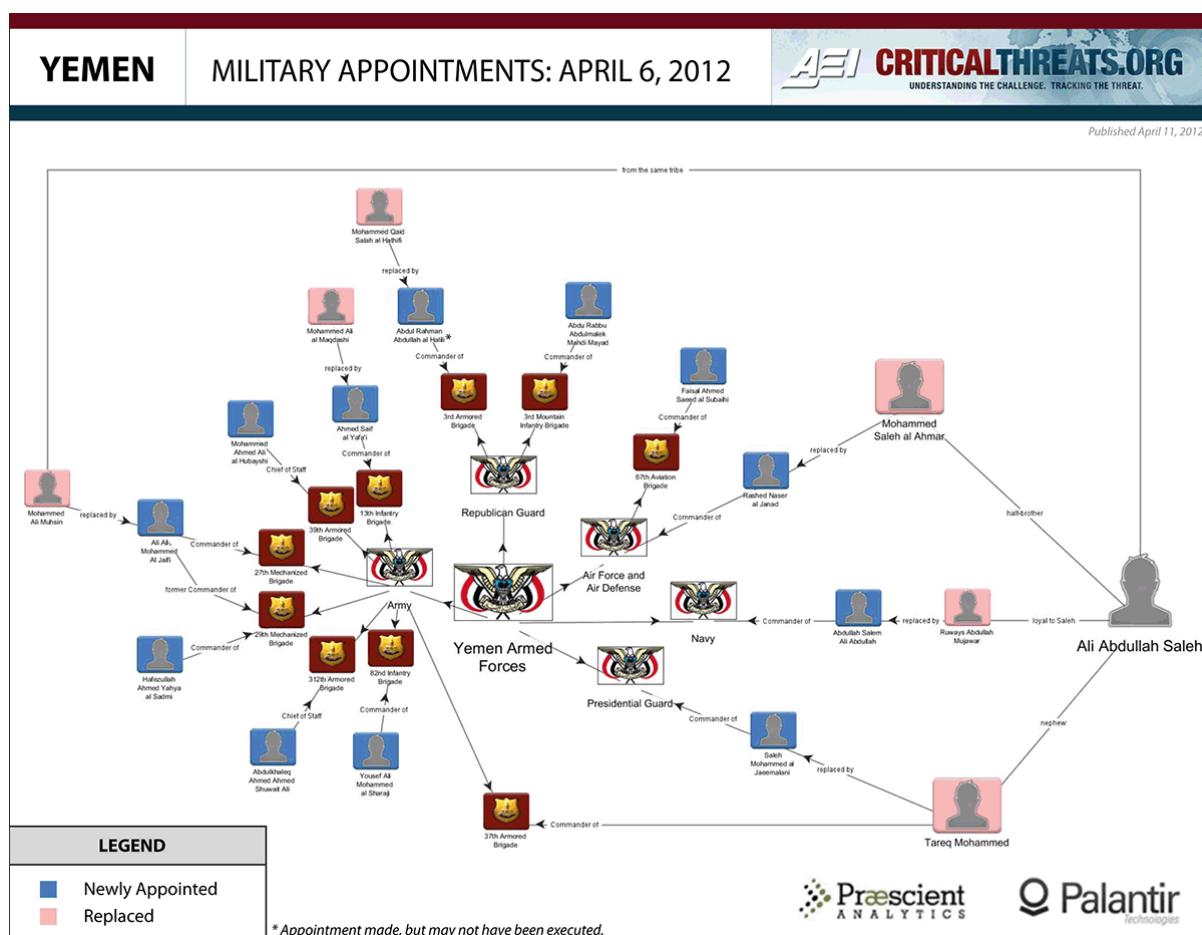 YEMEN
MILITARY APPOINTMENTS: APRIL 6, 2012
AEI CRITICALTHREATS.ORG
UNDERSTANDING THE CHALLENGE. TRACKING THE THREAT.
Published April 11, 2012
from the same tribe
Mohammed Qaid
Salah al Hathifi
replaced by
Mohammed Ali
al Maqdashi
Abdul Rahman
Abdullah al Halili*
Abdu Rabbu
Abdulmalek
Mahdi Mayad
replaced by
Commander of
Commander of
Faisal Ahmed
Saeed al Subaihi
Ahmed Saif
al Yafa'i
3rd Armored
Brigade
3rd Mountain
Infantry Brigade
Commander of
Mohammed
Saleh al Ahmar
Mohammed
Ahmed Ali
al Hubayshi
Commander of
replaced by
Chief of Staff
67th Aviation
Brigade
Rashed Naser
al Janad
Mohammed
Ali Muhsin
replaced by
39th Armored
Brigade
13th Infantry
Brigade
Republican Guard
Commander of
half-brother
Ali Ali
Mohammed
Al Jaifi
Commander of
27th Mechanized
Brigade
Air Force and
Air Defense
former Commander of
Army
Yemen Armed
Forces
Navy
Commander of
Abdullah Salem
Ali Abdullah
replaced by
Ruways Abdullah
Mujawar
loyal to Saleh
Ali Abdullah Saleh
29th Mechanized
Brigade
Commander of
Hafezullah
Ahmed Yahya
al Sadmi
312th Armored
Brigade
82nd Infantry
Brigade
Presidential Guard
Chief of Staff
Commander of
Commander of
nephew
Abdulkhaleq
Ahmed Ahmed
Shuwait Ali
Yousef Ali
Mohammed
al Sharaji
Saleh
Mohammed al
Jaeemalani
replaced by
37th Armored
Brigade
Commander of
Tareq Mohammed
LEGEND
Newly Appointed
Replaced
* Appointment made, but may not have been executed.
Præscient
ANALYTICS
Palantir
Technologies